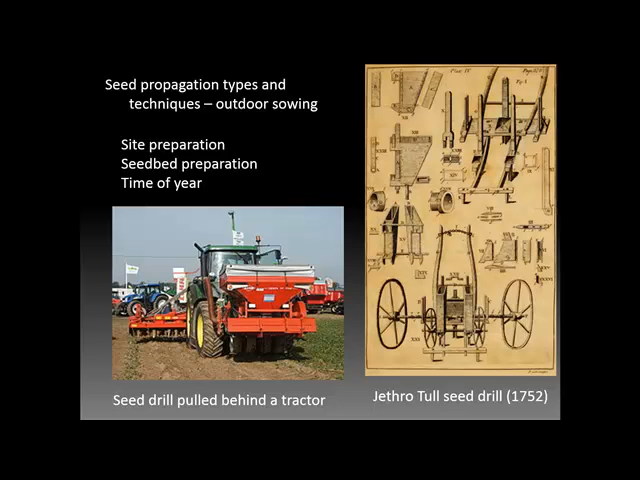 Seed propagation types and
techniques – outdoor sowing
Site preparation
Seedbed preparation
Time of year
Seed drill pulled behind a tractor
Jethro Tull seed drill (1752)